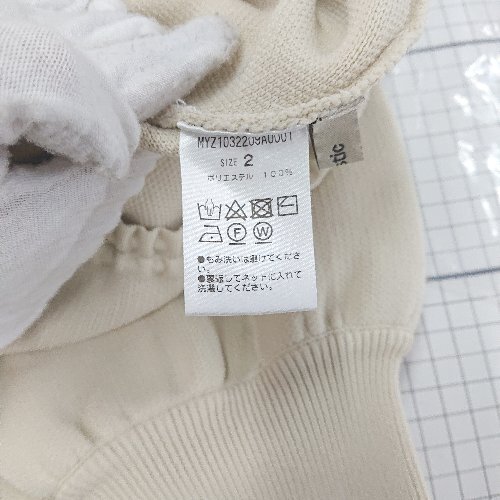 MYZ1032209A0001
SIZE 2
ポリエステル 100%
F W
●もみ洗いは避けてくださ
い。
●裏返してネットに入れて
洗濯してください。
stic